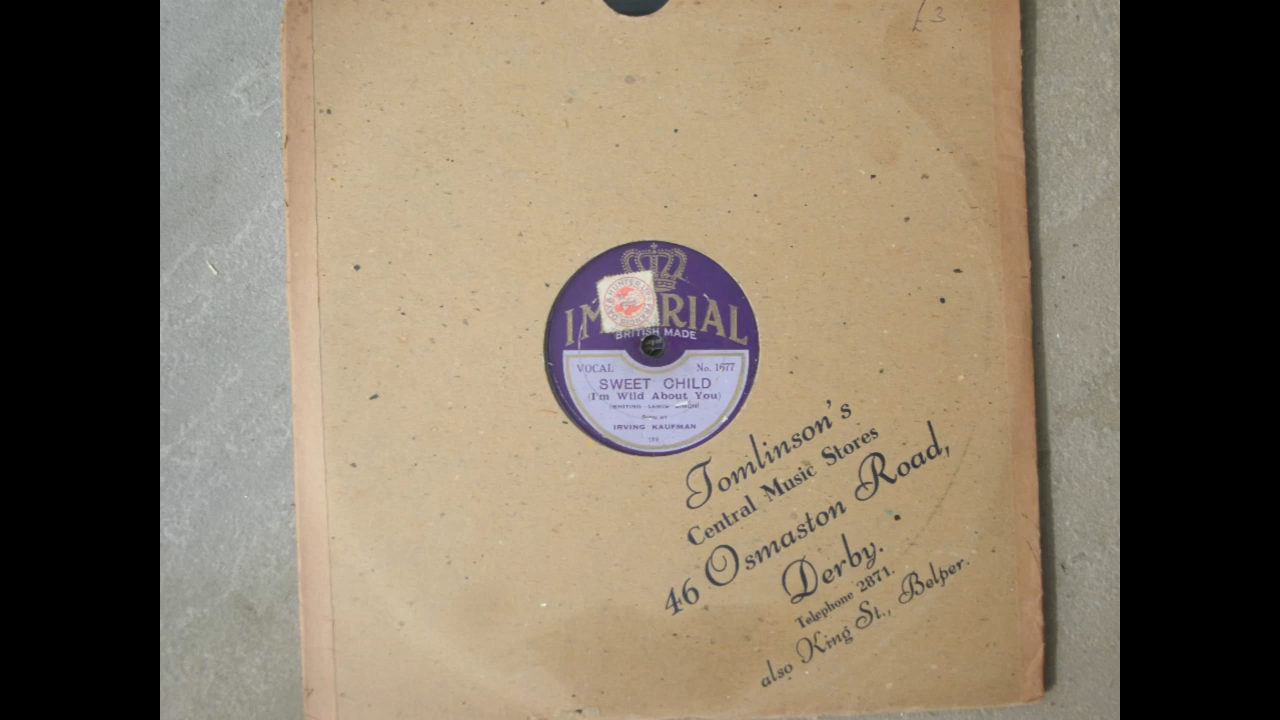 £3
IMPERIAL
BRITISH MADE
VOCAL No. 1677
SWEET CHILD
(I'm Wild About You)
IRVING KAUFMAN
Tomlinson's
Central Music Stores
46 Osmaston Road,
Derby.
Telephone 2871.
also King St., Belper.